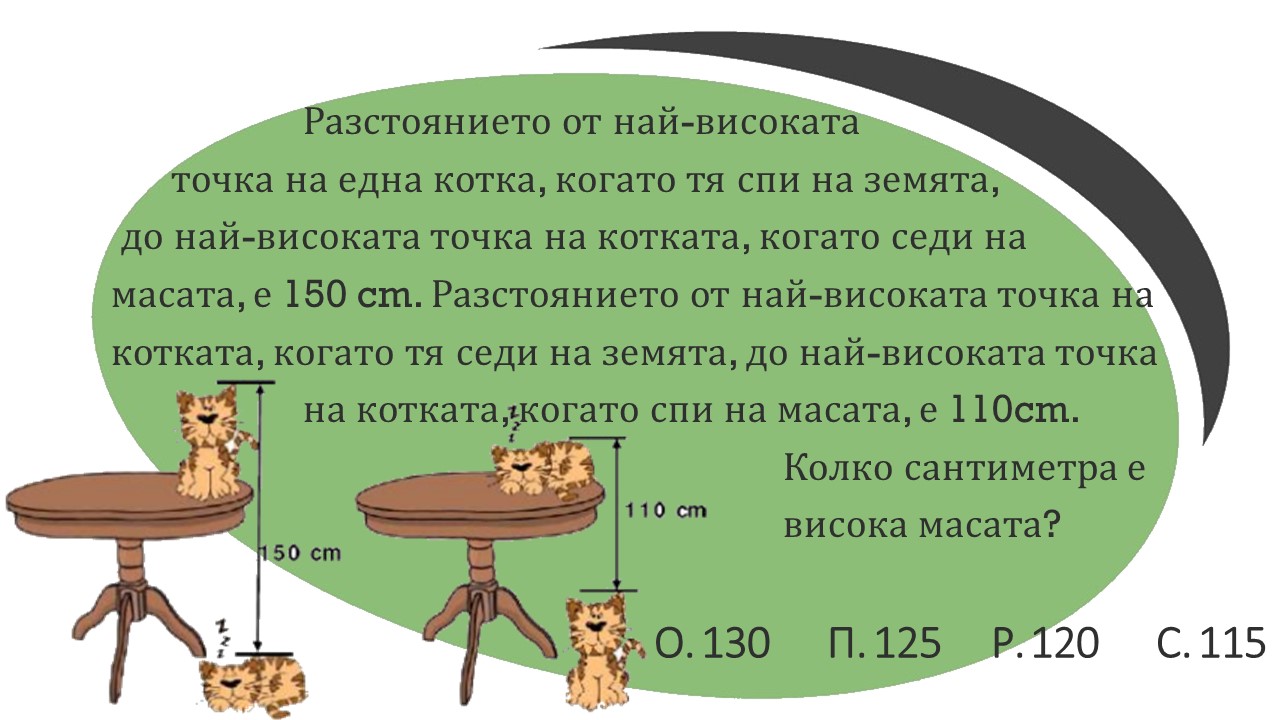 Разстоянието от най-високата
точка на една котка, когато тя спи на земята,
до най-високата точка на котката, когато седи на
масата, е 150 cm. Разстоянието от най-високата точка на
котката, когато тя седи на земята, до най-високата точка
на котката, когато спи на масата, е 110cm.
Колко сантиметра е
висока масата?
z z z
110 cm
150 cm
z z z
О. 130 П. 125 Р. 120 С. 115